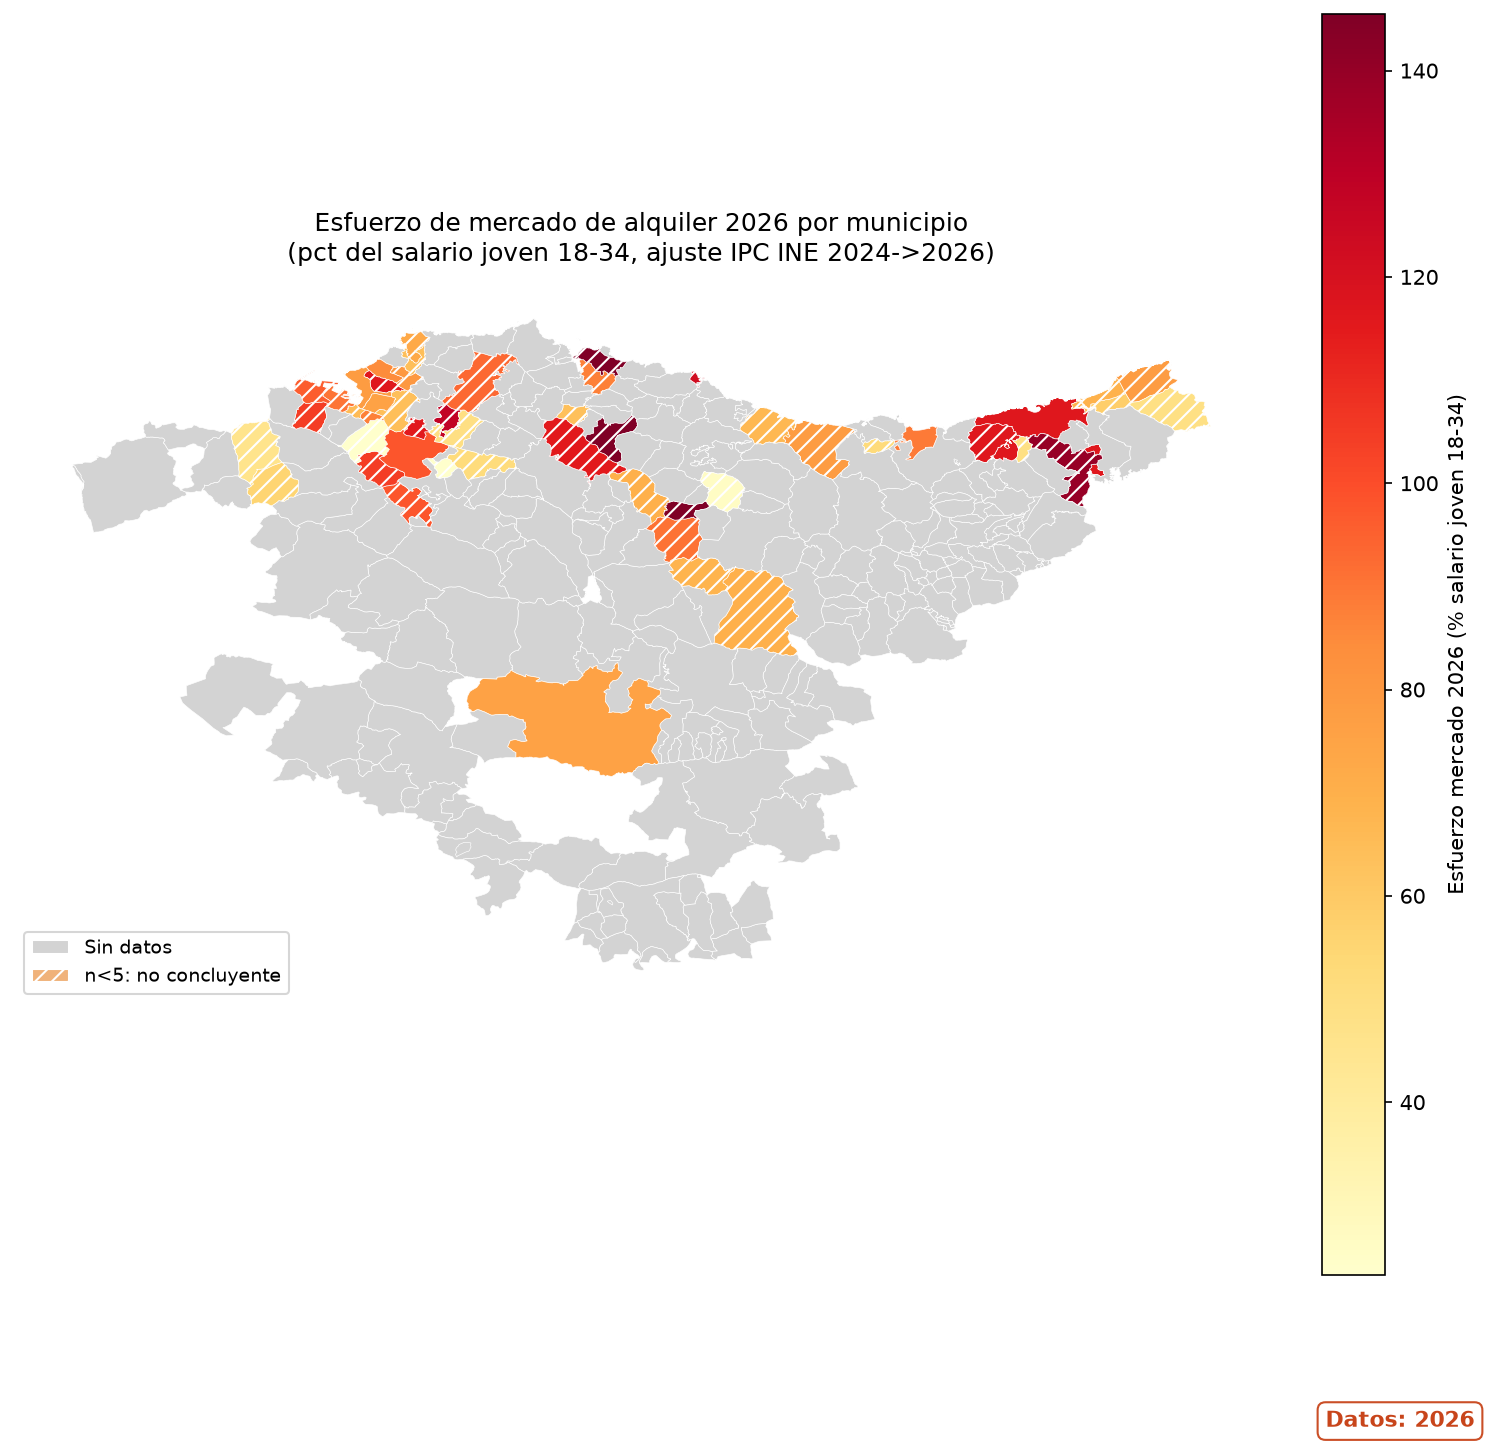 Esfuerzo de mercado de alquiler 2026 por municipio
(pct del salario joven 18-34, ajuste IPC INE 2024->2026)
140
120
100
80
60
40
Esfuerzo mercado 2026 (% salario joven 18-34)
Sin datos
n<5: no concluyente
Datos: 2026